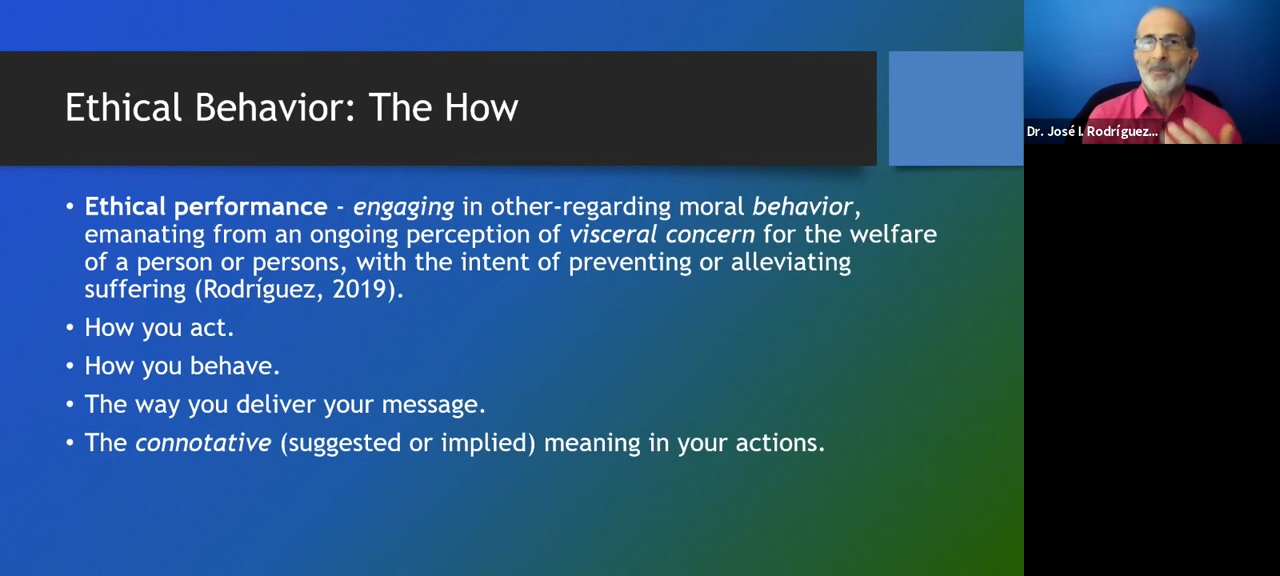 Ethical Behavior: The How
• Ethical performance - engaging in other-regarding moral behavior,
emanating from an ongoing perception of visceral concern for the welfare
of a person or persons, with the intent of preventing or alleviating
suffering (Rodríguez, 2019).
• How you act.
• How you behave.
• The way you deliver your message.
• The connotative (suggested or implied) meaning in your actions.
Dr. José I. Rodríguez...